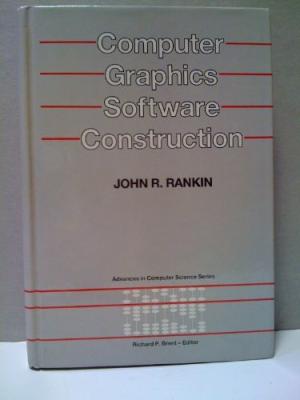 Computer
Graphics
Software
Construction
JOHN R. RANKIN
Advances in Computer Science Series
Richard P. Brent – Editor